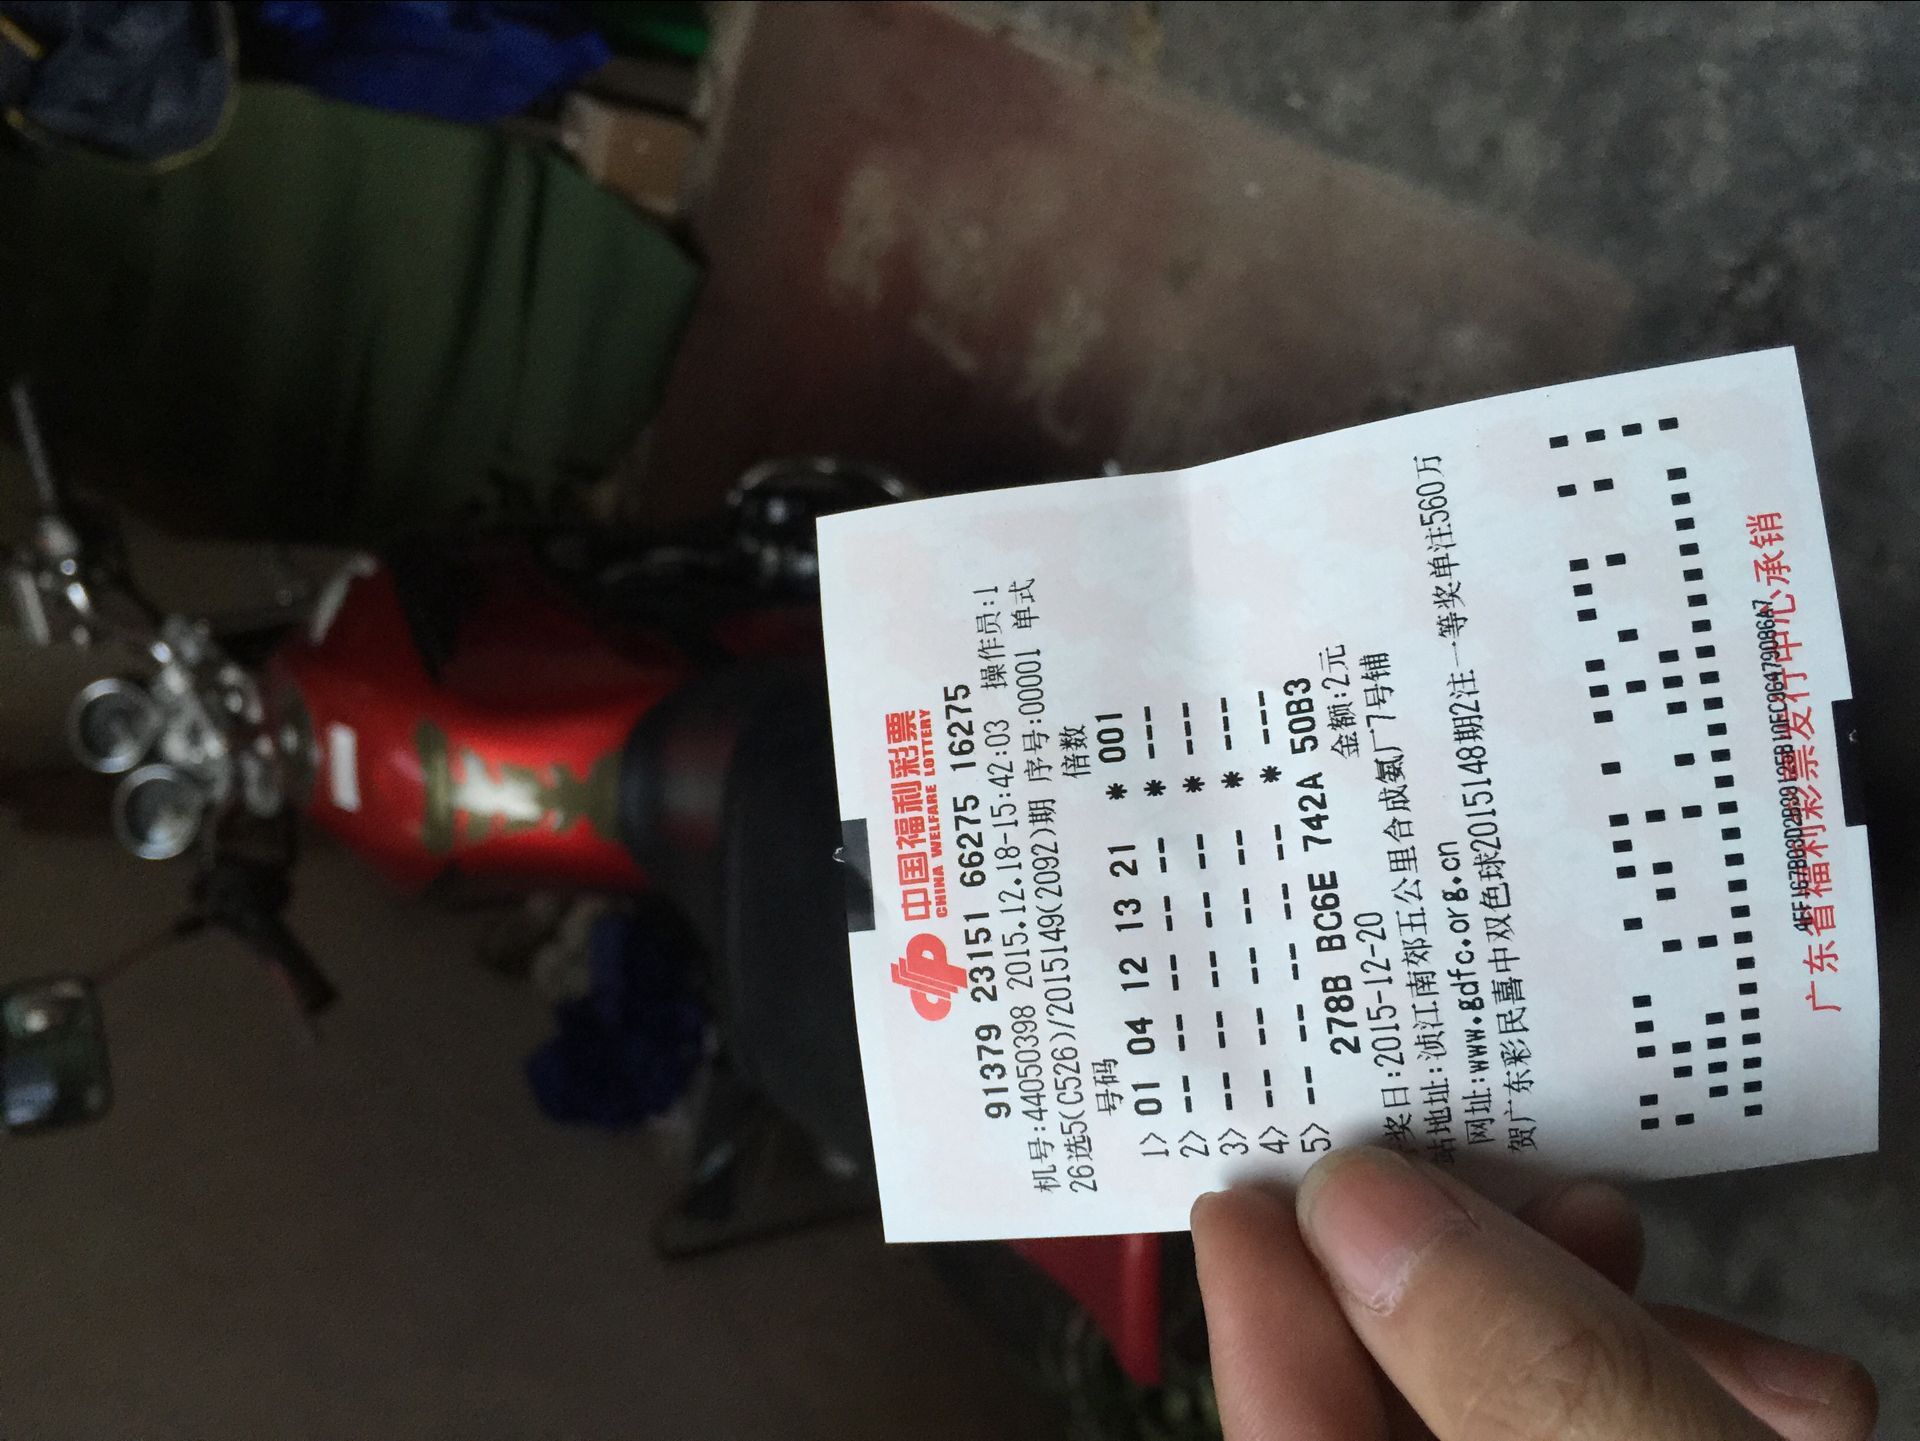 中国福利彩票
CHINA WELFARE LOTTERY
91379 23151 66275 16275
机号:44050398 2015.12.18-15:42:03 操作员:1
26选5(C526)/2015149(2092)期 序号:00001 单式
号码 倍数
1> 01 04 12 13 21 * 001
2> -- -- -- -- -- * ---
3> -- -- -- -- -- * ---
4> -- -- -- -- -- * ---
5> -- -- -- -- -- * ---
278B BC6E 742A 50B3
奖日:2015-12-20 金额:2元
站地址:浈江南郊五公里合成氨厂7号铺
网址:www.gdfc.org.cn
贺广东彩民喜中双色球2015148期2注一等奖单注560万
广东省福利彩票发行中心承销